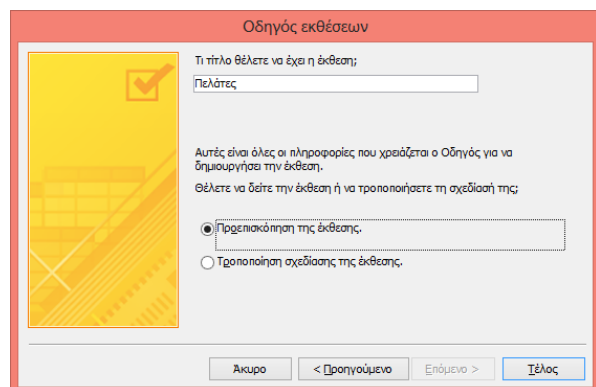 Οδηγός εκθέσεων
Τι τίτλο θέλετε να έχει η έκθεση;
Πελάτες
Αυτές είναι όλες οι πληροφορίες που χρειάζεται ο Οδηγός για να
δημιουργήσει την έκθεση.
Θέλετε να δείτε την έκθεση ή να τροποποιήσετε τη σχεδίασή της;
Προεπισκόπηση της έκθεσης.
Τροποποίηση σχεδίασης της έκθεσης.
Άκυρο
< Προηγούμενο
Επόμενο >
Τέλος